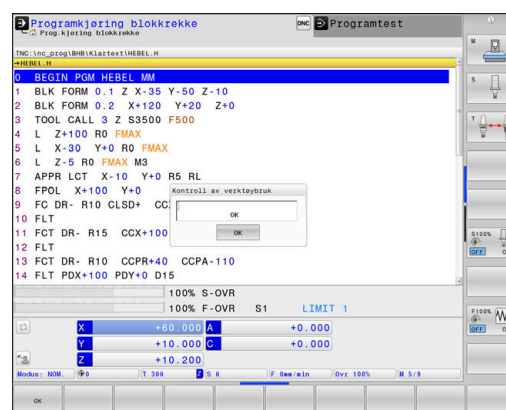 Programkjøring blokkrekke
Prog.kjøring blokkrekke
DNC
Programtest
TNC:\nc_prog\BHB\Klartext\HEBEL.H
→HEBEL.H
0 BEGIN PGM HEBEL MM
1 BLK FORM 0.1 Z X-35 Y-50 Z-10
2 BLK FORM 0.2 X+120 Y+20 Z+0
3 TOOL CALL 3 Z S3500 F500
4 L Z+100 R0 FMAX
5 L X-30 Y+0 R0 FMAX
6 L Z-5 R0 FMAX M3
7 APPR LCT X-10 Y+0 R5 RL
8 FPOL X+100 Y+0
9 FC DR- R10 CLSD+
10 FLT
11 FCT DR- R15 CCX+100
12 FLT
13 FCT DR- R10 CCPR+40 CCPA-110
14 FLT PDX+100 PDY+0 D15
Kontroll av verktøybruk
OK
OK
100% S-OVR
100% F-OVR S1 LIMIT 1
X +60.000 A +0.000
Y +10.000 C +0.000
Z +10.200
Modus: NOM. 0 T 300 Z S 0 F 0mm/min Ovr 100% M 5/9
OK
M
S
T
S100%
OFF ON
F100%
OFF ON